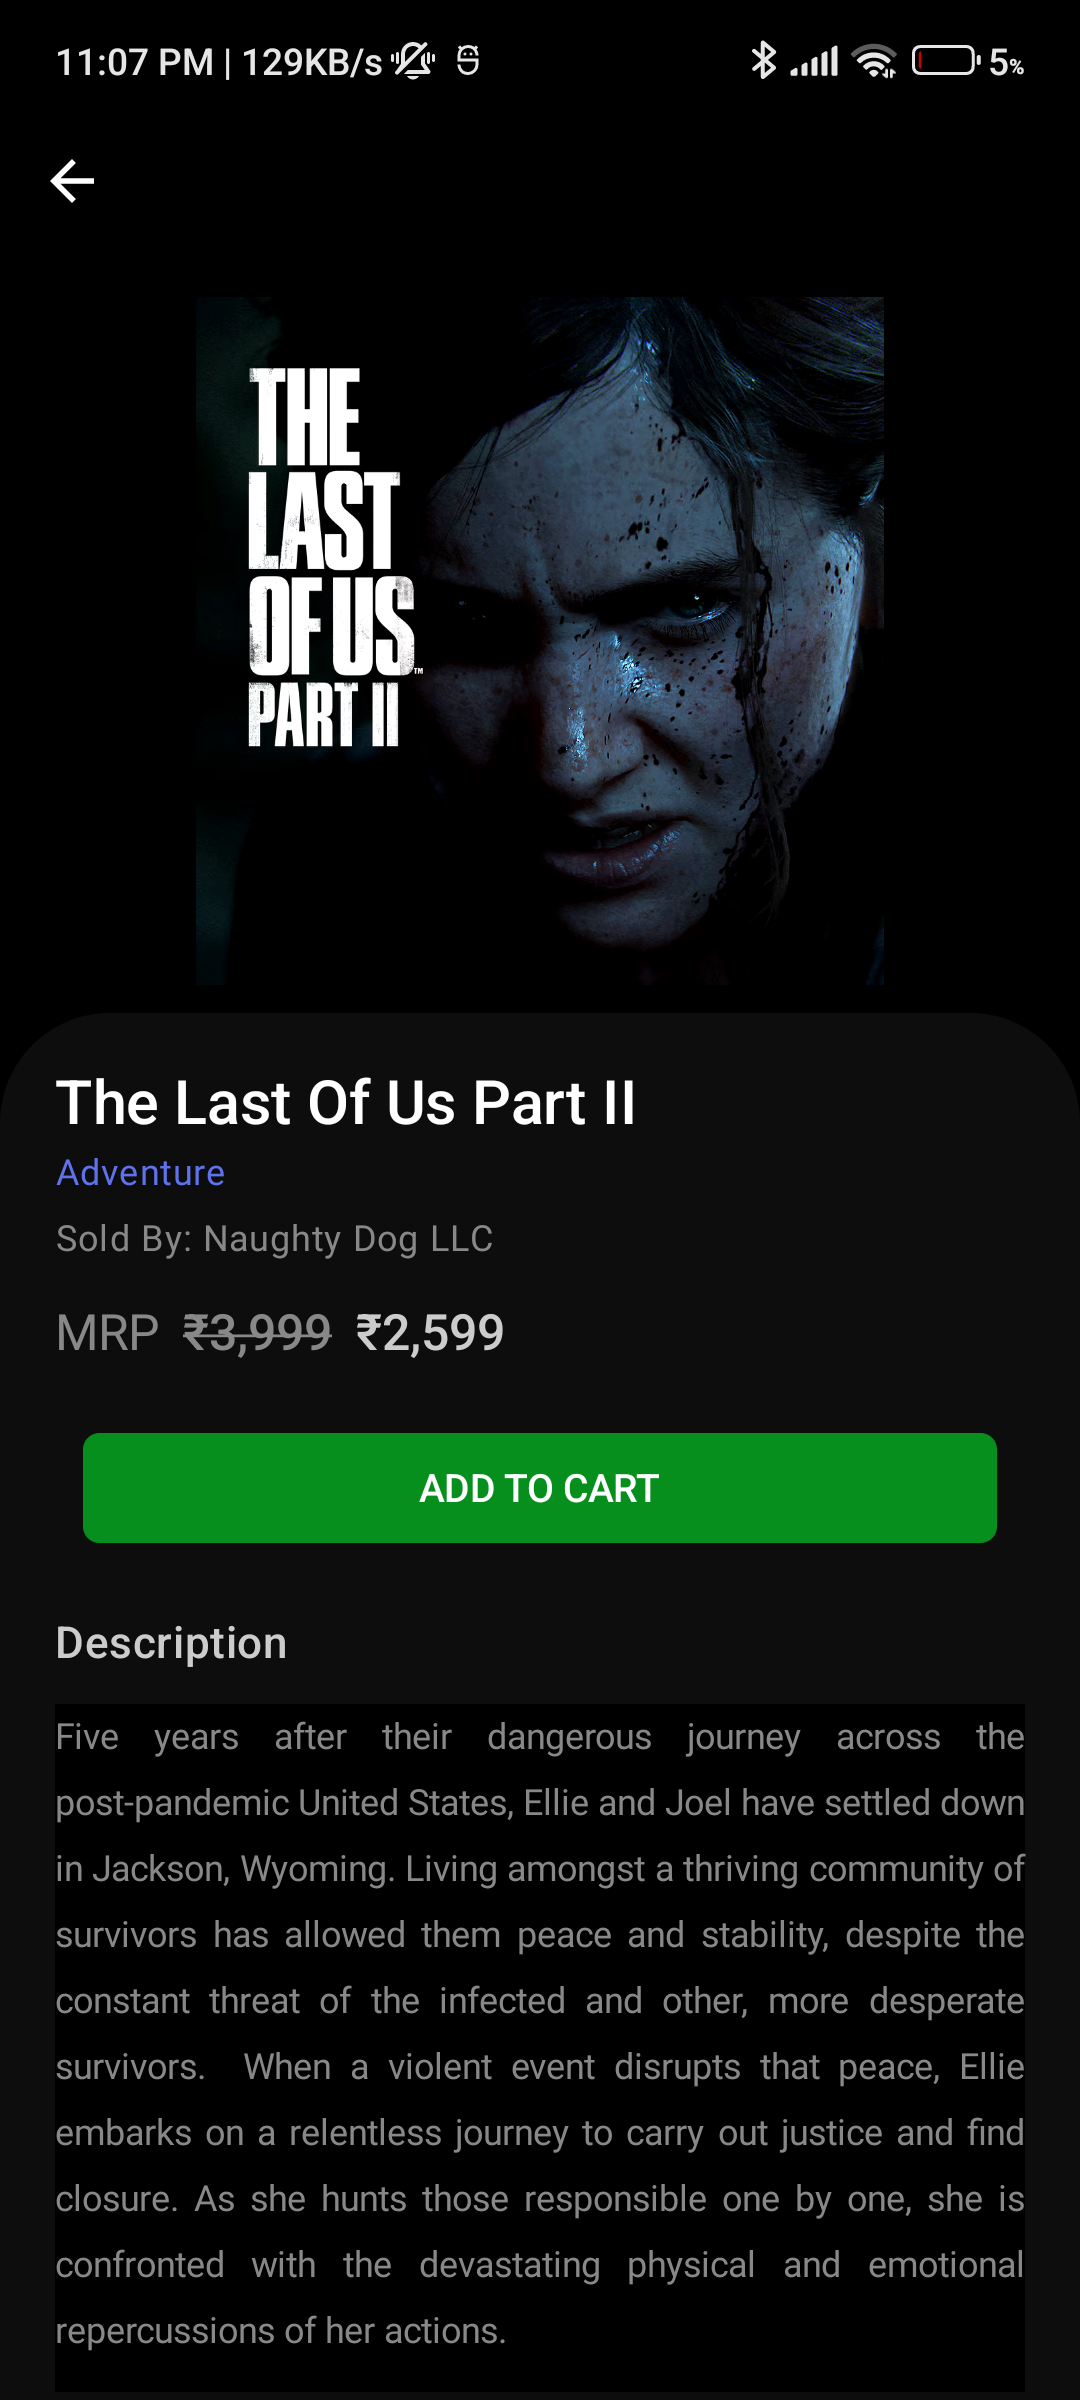 11:07 PM | 129KB/s 5%
THE
LAST
OF US™
PART II
The Last Of Us Part II
Adventure
Sold By: Naughty Dog LLC
MRP ₹3,999 ₹2,599
ADD TO CART
Description
Five years after their dangerous journey across the
post-pandemic United States, Ellie and Joel have settled down
in Jackson, Wyoming. Living amongst a thriving community of
survivors has allowed them peace and stability, despite the
constant threat of the infected and other, more desperate
survivors.  When a violent event disrupts that peace, Ellie
embarks on a relentless journey to carry out justice and find
closure. As she hunts those responsible one by one, she is
confronted with the devastating physical and emotional
repercussions of her actions.